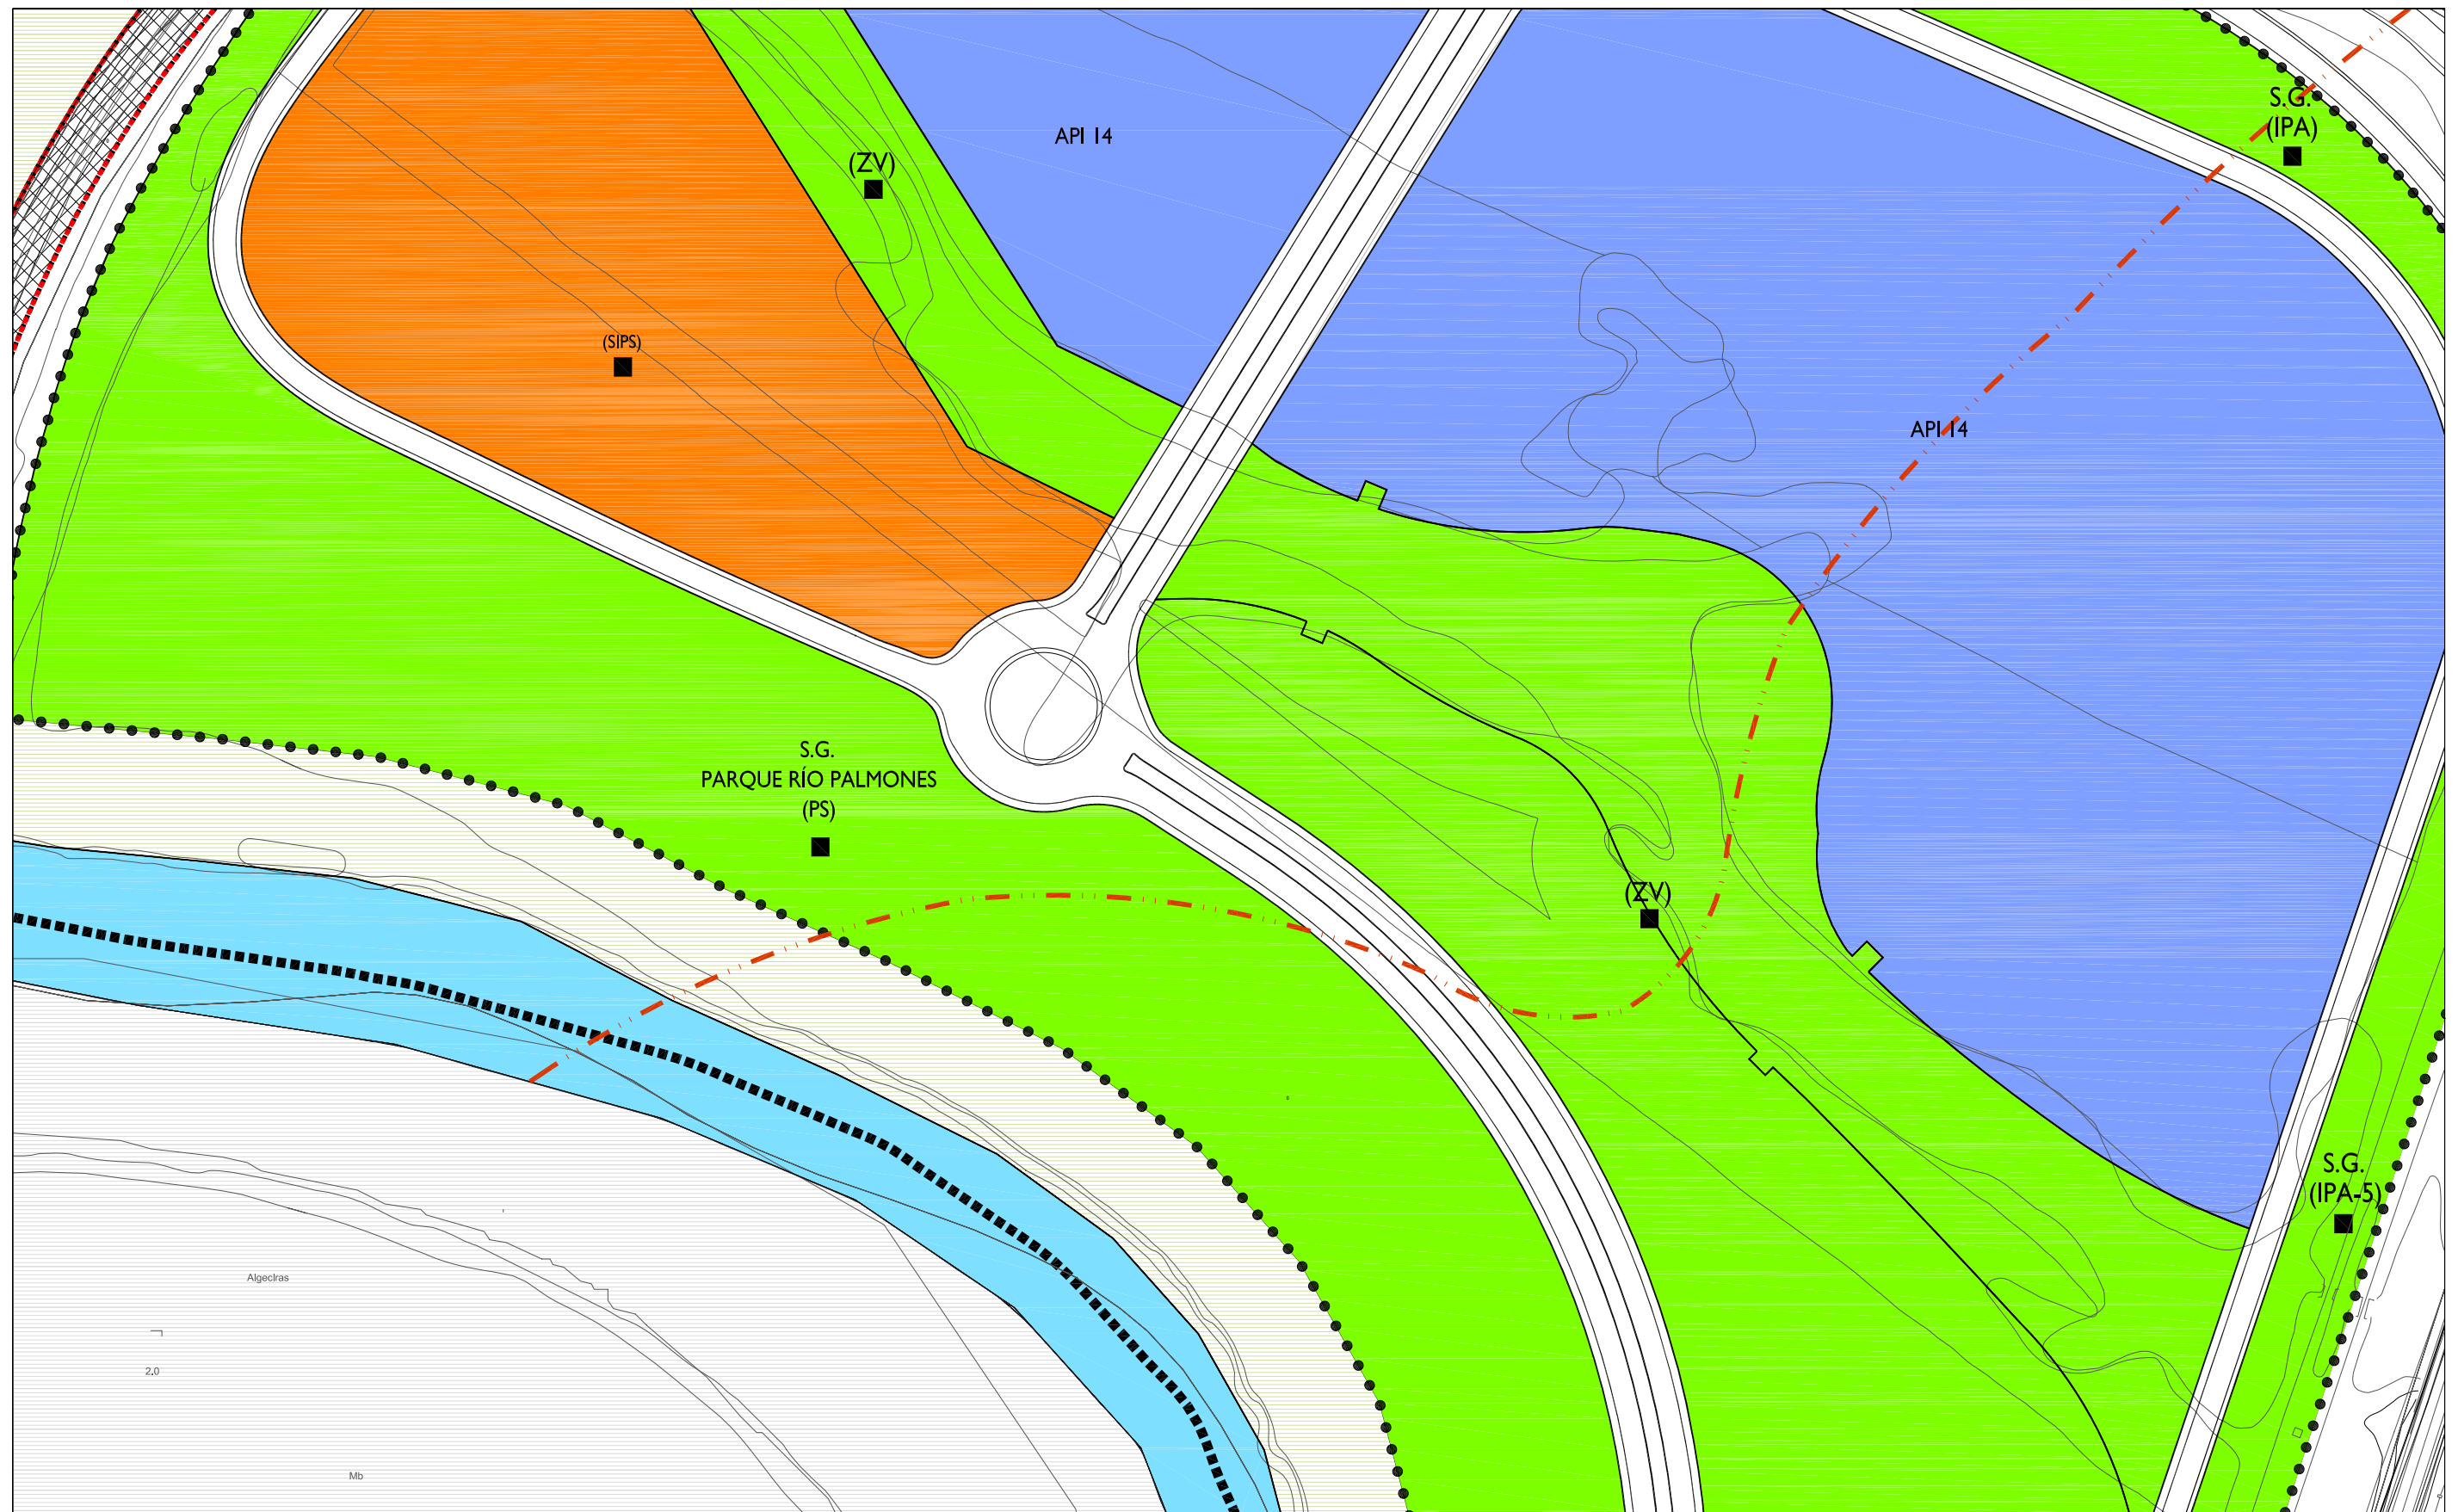 S.G.
(IPA)
API 14
(ZV)
(SIPS)
API 14
S.G.
PARQUE RÍO PALMONES
(PS)
(ZV)
S.G.
(IPA-5)
Algeciras
2.0
Mb